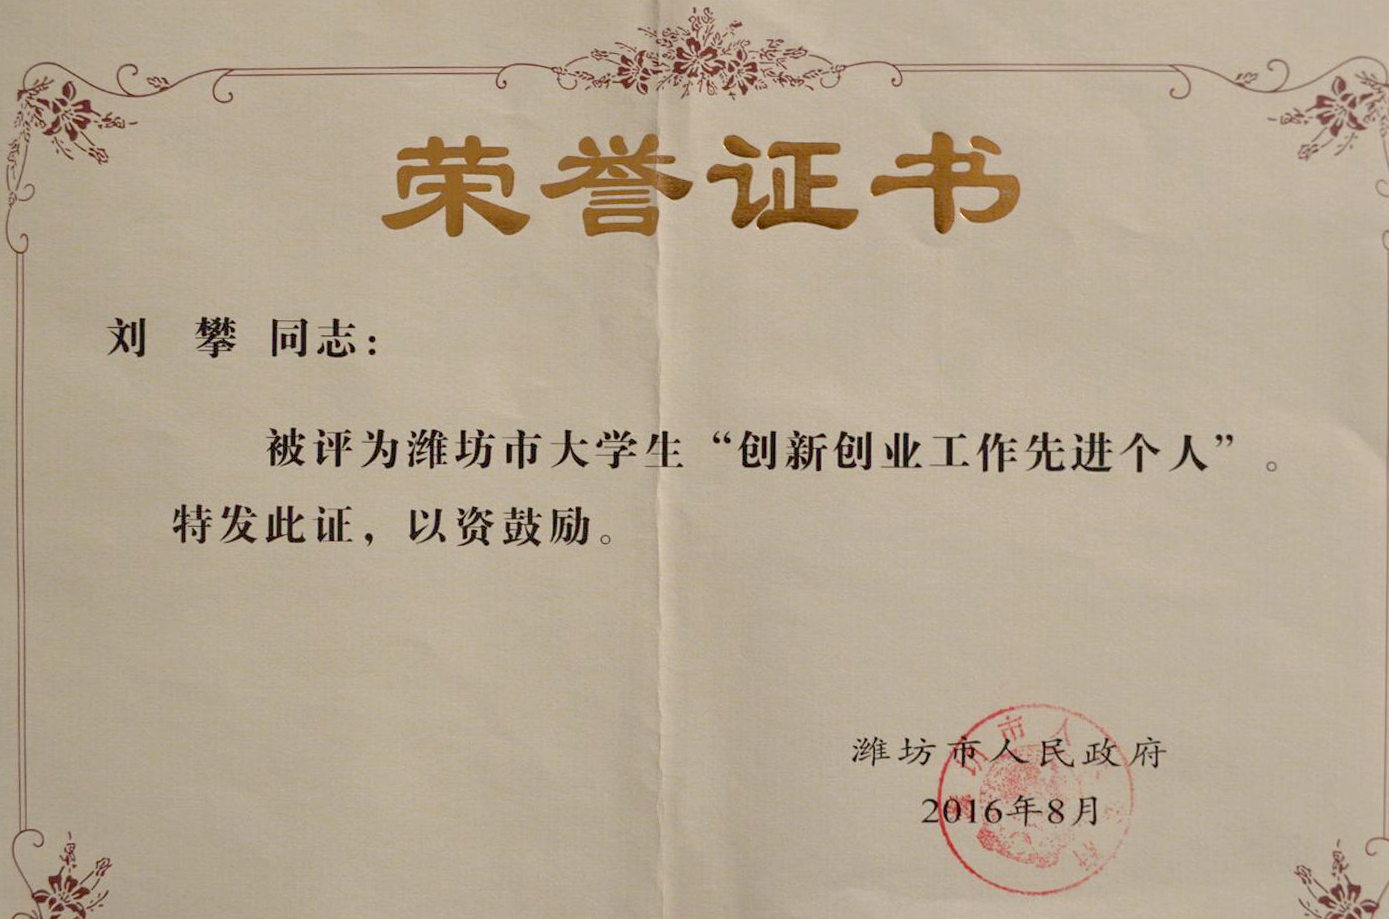 荣誉证书
刘 攀 同志：
被评为潍坊市大学生“创新创业工作先进个人”。
特发此证，以资鼓励。
潍坊市人民政府
2016年8月